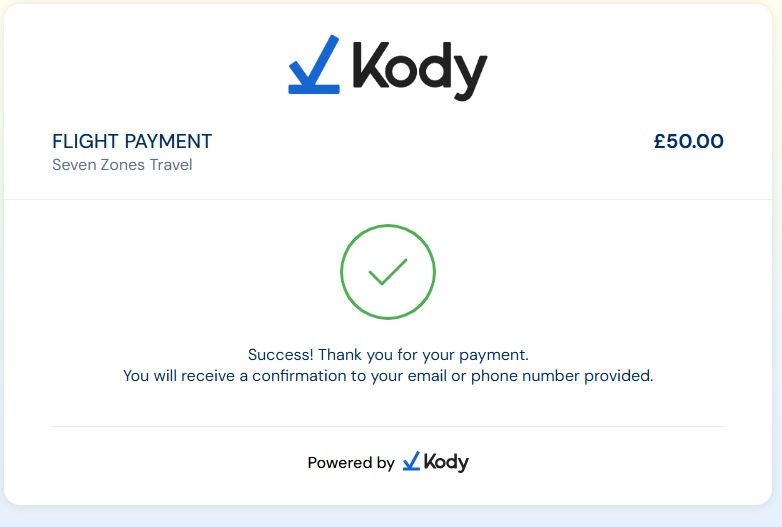 Kody
FLIGHT PAYMENT £50.00
Seven Zones Travel
Success! Thank you for your payment.
You will receive a confirmation to your email or phone number provided.
Powered by Kody